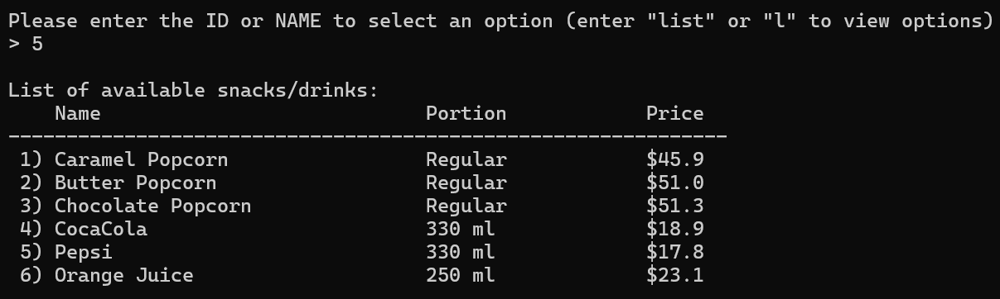 Please enter the ID or NAME to select an option (enter "list" or "l" to view options)
> 5
List of available snacks/drinks:
Name Portion Price
--------------------------------------------------------------
1) Caramel Popcorn Regular $45.9
2) Butter Popcorn Regular $51.0
3) Chocolate Popcorn Regular $51.3
4) CocaCola 330 ml $18.9
5) Pepsi 330 ml $17.8
6) Orange Juice 250 ml $23.1